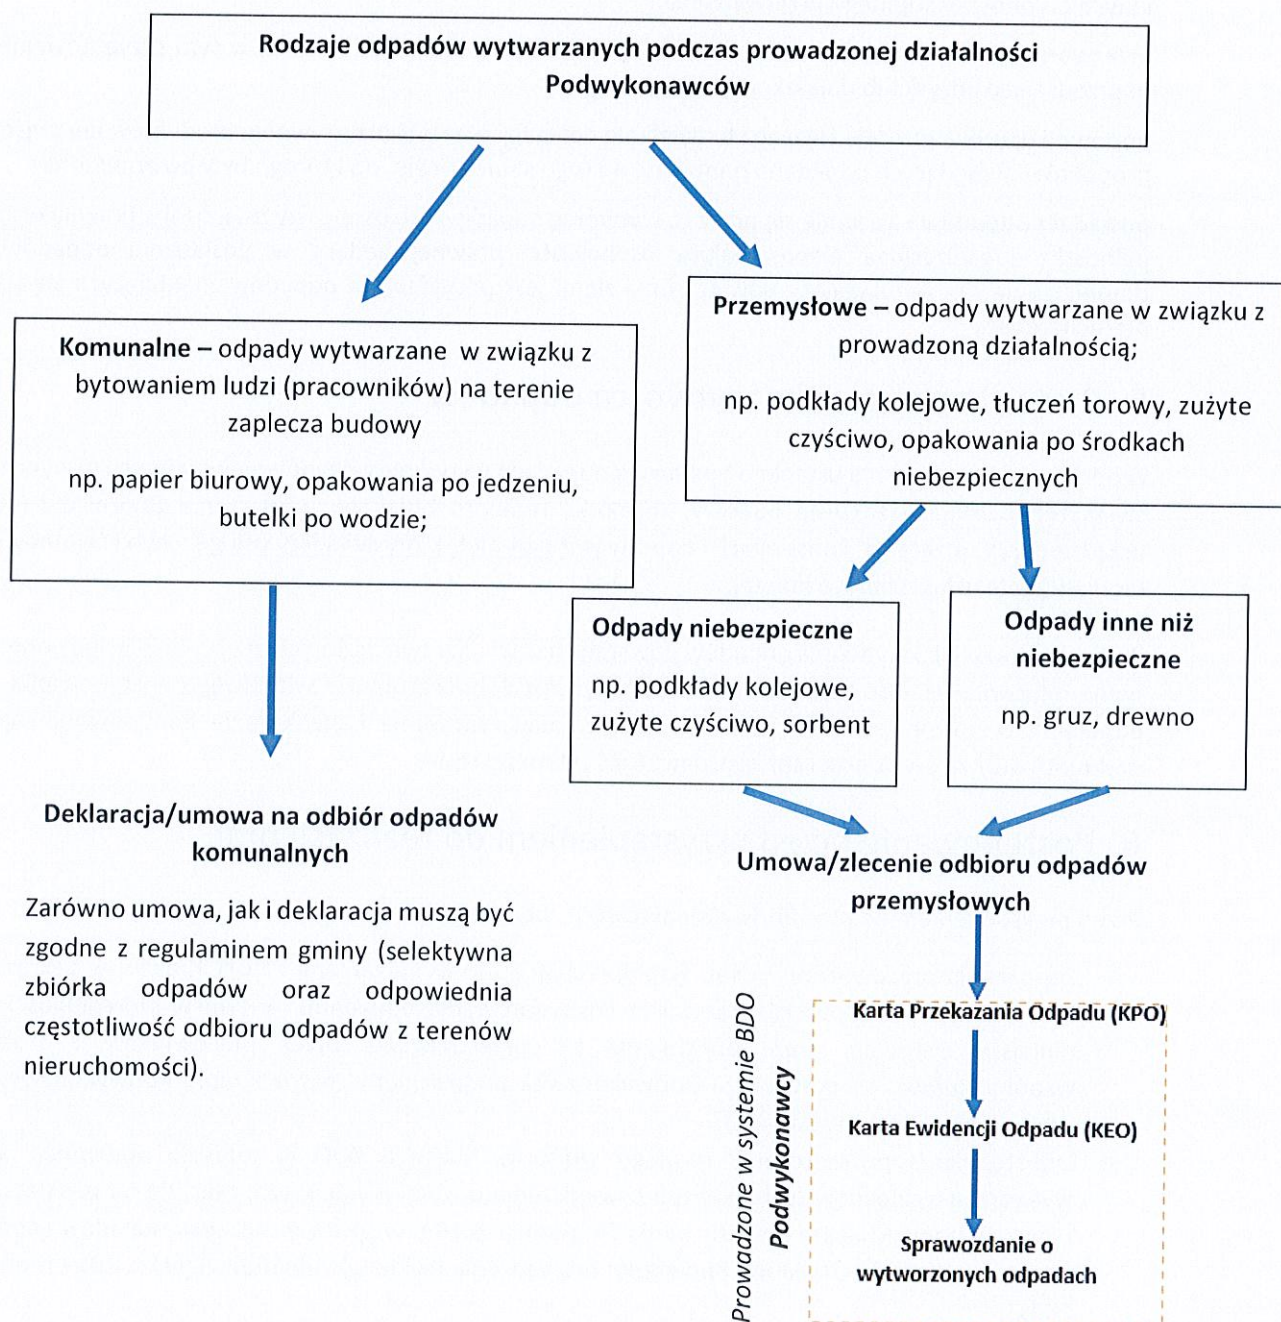 Rodzaje odpadów wytwarzanych podczas prowadzonej działalności
Podwykonawców
Komunalne – odpady wytwarzane w związku z
bytowaniem ludzi (pracowników) na terenie
zaplecza budowy
np. papier biurowy, opakowania po jedzeniu,
butelki po wodzie;
Przemysłowe – odpady wytwarzane w związku z
prowadzoną działalnością;
np. podkłady kolejowe, tłuczeń torowy, zużyte
czyściwo, opakowania po środkach
niebezpiecznych
Odpady niebezpieczne
np. podkłady kolejowe,
zużyte czyściwo, sorbent
Odpady inne niż
niebezpieczne
np. gruz, drewno
Deklaracja/umowa na odbiór odpadów
komunalnych
Zarówno umowa, jak i deklaracja muszą być
zgodne z regulaminem gminy (selektywna
zbiórka odpadów oraz odpowiednia
częstotliwość odbioru odpadów z terenów
nieruchomości).
Umowa/zlecenie odbioru odpadów
przemysłowych
Prowadzone w systemie BDO
Podwykonawcy
Karta Przekazania Odpadu (KPO)
Karta Ewidencji Odpadu (KEO)
Sprawozdanie o
wytworzonych odpadach